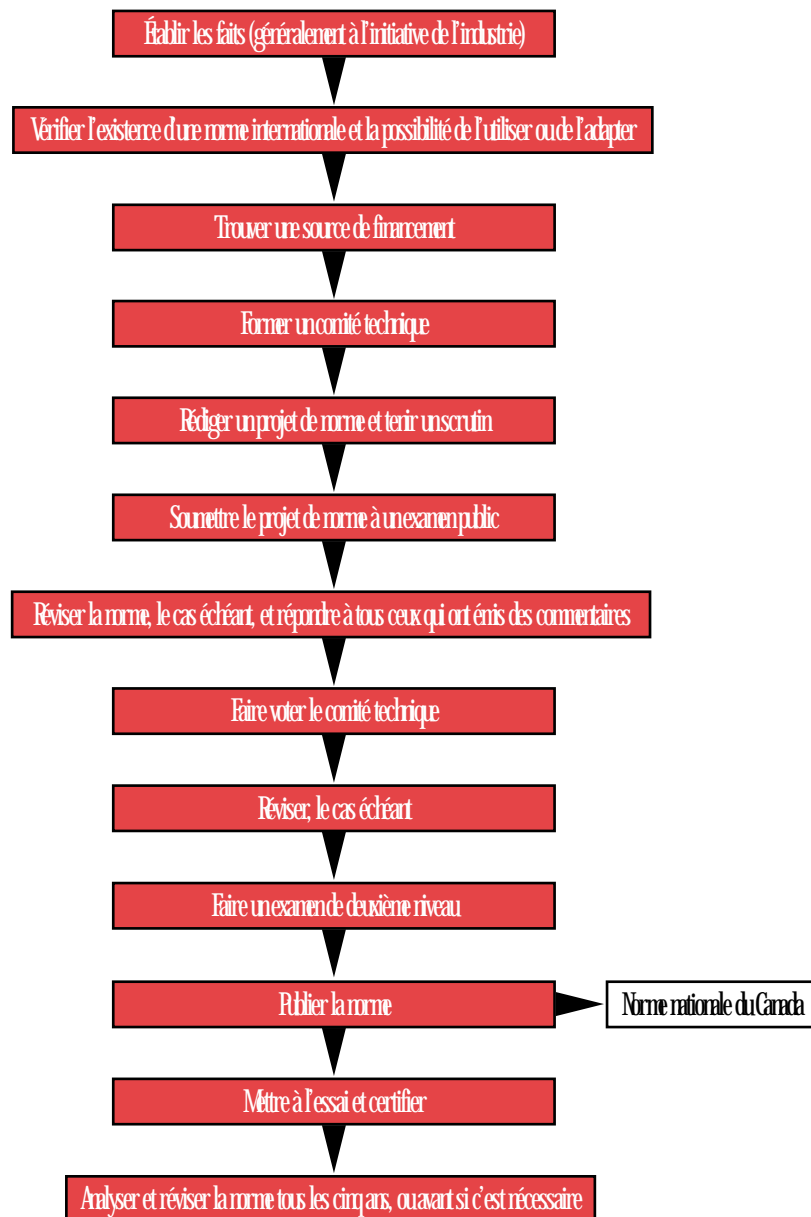 Établir les faits (généralement à l'initiative de l'industrie)
Vérifier l'existence d'une norme internationale et la possibilité de l'utiliser ou de l'adapter
Trouver une source de financement
Former un comité technique
Rédiger un projet de norme et tenir un scrutin
Soumettre le projet de norme à un examen public
Réviser la norme, le cas échéant, et répondre à tous ceux qui ont émis des commentaires
Faire voter le comité technique
Réviser, le cas échéant
Faire un examen de deuxième niveau
Publier la norme
Norme nationale du Canada
Mettre à l'essai et certifier
Analyser et réviser la norme tous les cinq ans, ou avant si c'est nécessaire